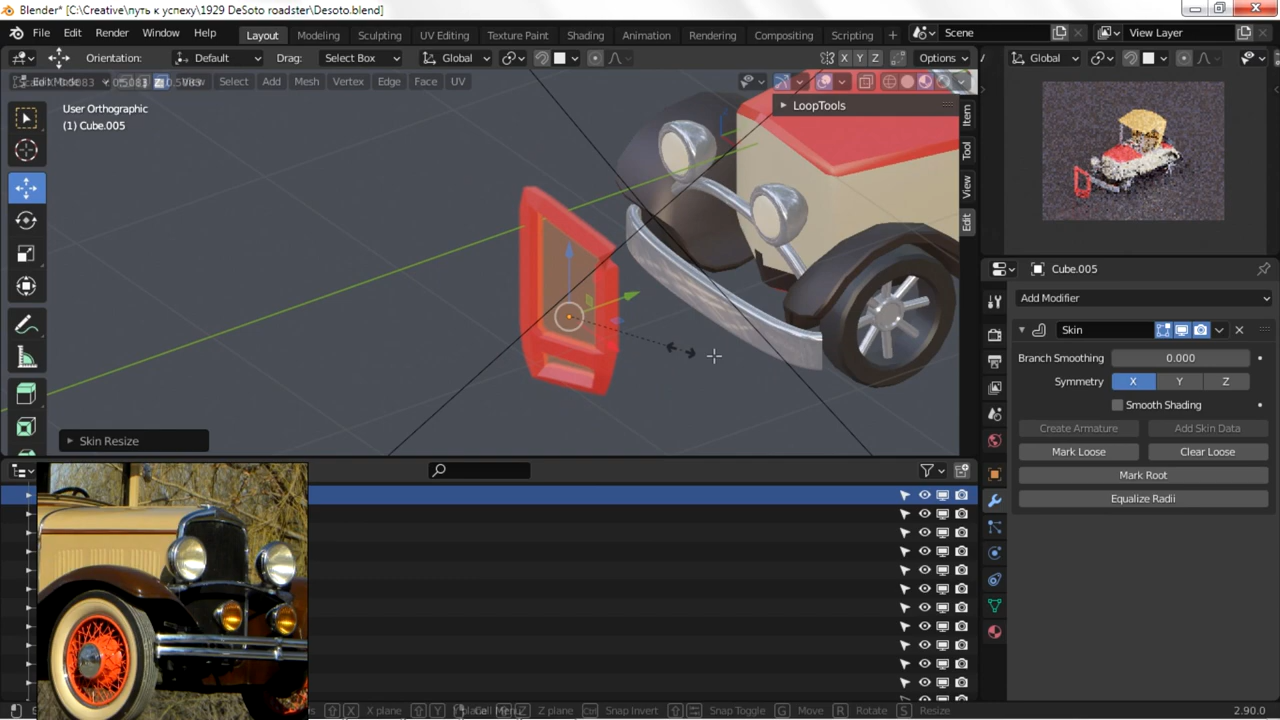 Blender* [C:\Creative\путь к успеху\1929 DeSoto roadster\Desoto.blend]
File Edit Render Window Help Layout Modeling Sculpting UV Editing Texture Paint Shading Animation Rendering Compositing Scripting + Scene View Layer
Orientation: Default Drag: Select Box Global X Y Z Options Global
View Select Add Mesh Vertex Edge Face UV
User Orthographic
(1) Cube.005
LoopTools
Item
Tool
View
Edit
Skin Resize
Cube.005
Add Modifier
Skin
Branch Smoothing 0.000
Symmetry X Y Z
Smooth Shading
Create Armature Add Skin Data
Mark Loose Clear Loose
Mark Root
Equalize Radii
X X plane Y Z Z plane Ctrl Snap Invert Snap Toggle G Move R Rotate S Resize 2.90.0